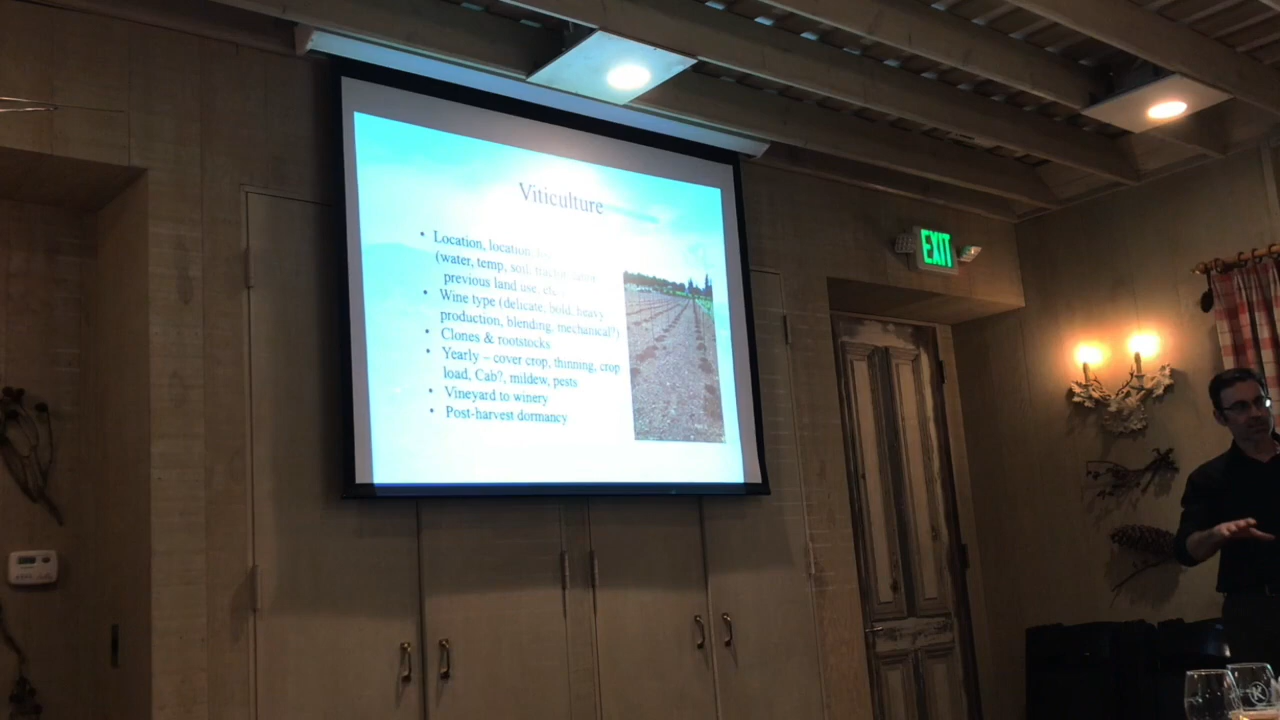 Viticulture
• Location, location,
(water, temp, soil,
previous land use, etc.)
• Wine type (delicate, bold, heavy
production, blending, mechanical?)
• Clones & rootstocks
• Yearly – cover crop, thinning, crop
load, Cab?, mildew, pests
• Vineyard to winery
• Post-harvest dormancy
EXIT
K